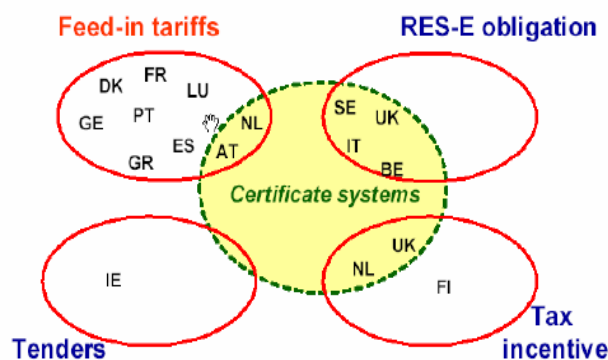 Feed-in tariffs
RES-E obligation
DK FR LU
GE PT NL
ES AT
GR
SE UK
IT
BE
Certificate systems
IE
UK
NL FI
Tenders
Tax
incentive